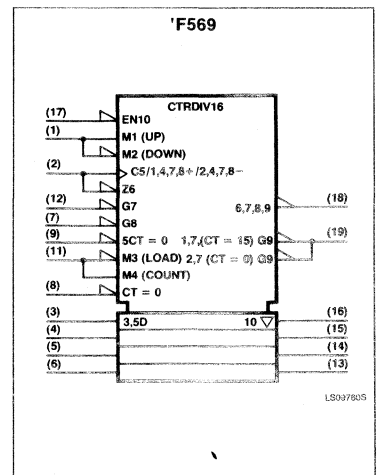 'F569
CTRDIV16
(17) EN10
(1) M1 (UP)
M2 (DOWN)
(2) C5/1,4,7,8+/2,4,7,8−
Z6
(12) G7
6,7,8,9 (18)
(7) G8
(9) 5CT = 0 1,7,(CT = 15) G9 (19)
(11) M3 (LOAD) 2,7 (CT = 0) G9
M4 (COUNT)
(8) CT = 0
(3) 3,5D 10 ▽ (16)
(4) (15)
(5) (14)
(6) (13)
LS09760S